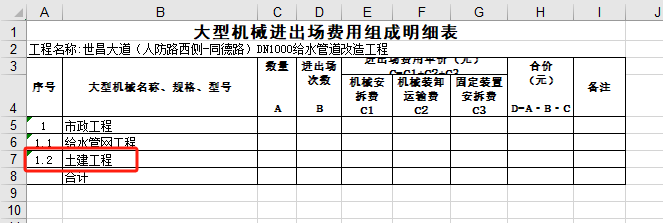 A B C D E F G H I J
1 大型机械进出场费用组成明细表
2 工程名称:世昌大道（人防路西侧-同德路）DN1000给水管道改造工程
3 序号 大型机械名称、规格、型号 数量 进出场次数 进出场费用单价（元） 合价（元） 备注
C=C1+C2+C3
机械安拆费 机械装卸运输费 固定装置安拆费
4 A B C1 C2 C3 D=A·B·C
5 1 市政工程
6 1.1 给水管网工程
7 1.2 土建工程
8 合计
9
10